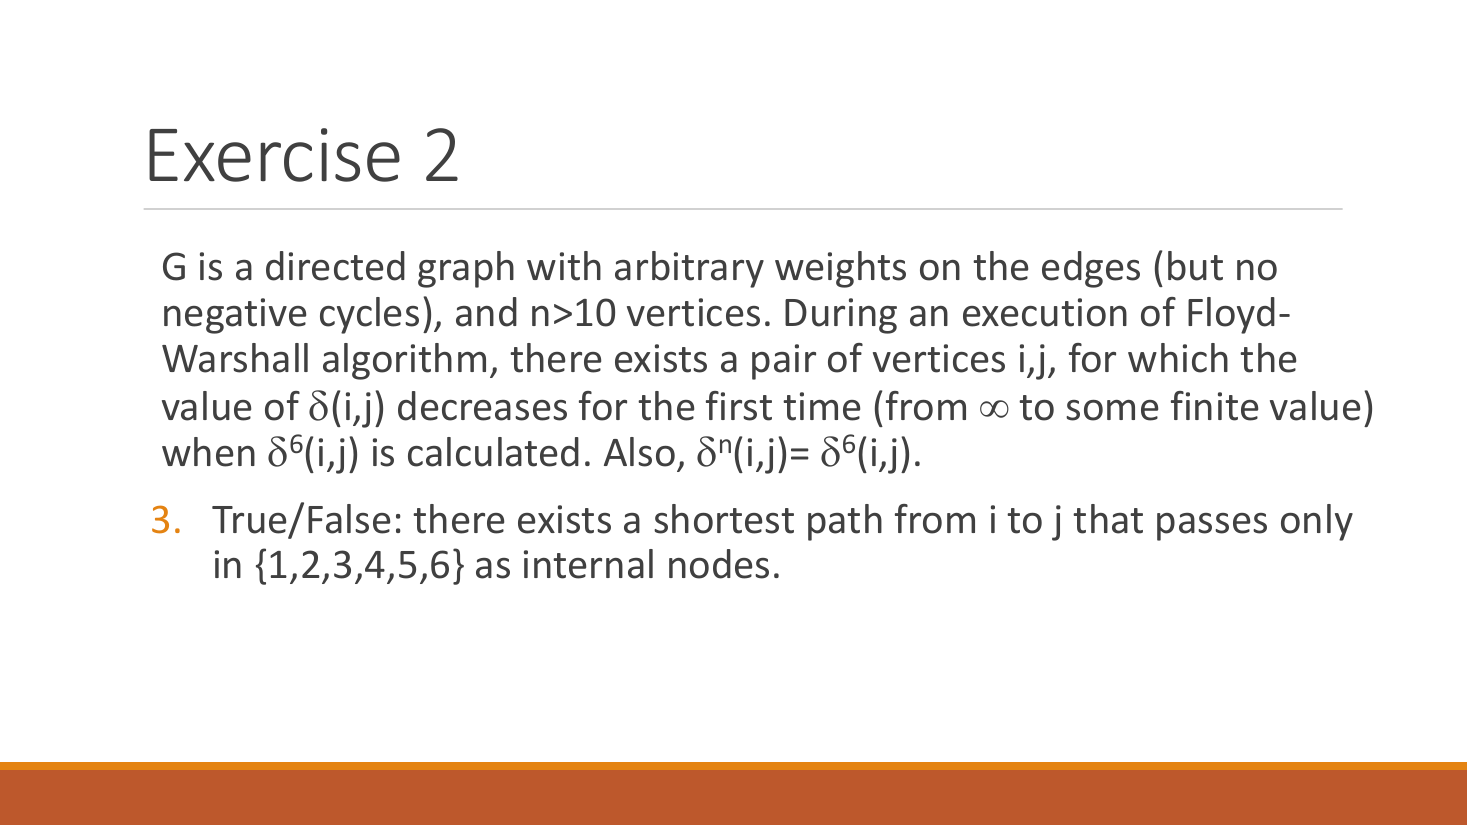 Exercise 2
G is a directed graph with arbitrary weights on the edges (but no
negative cycles), and n>10 vertices. During an execution of Floyd-
Warshall algorithm, there exists a pair of vertices i,j, for which the
value of δ(i,j) decreases for the first time (from ∞ to some finite value)
when δ⁶(i,j) is calculated. Also, δⁿ(i,j)= δ⁶(i,j).
3. True/False: there exists a shortest path from i to j that passes only
in {1,2,3,4,5,6} as internal nodes.